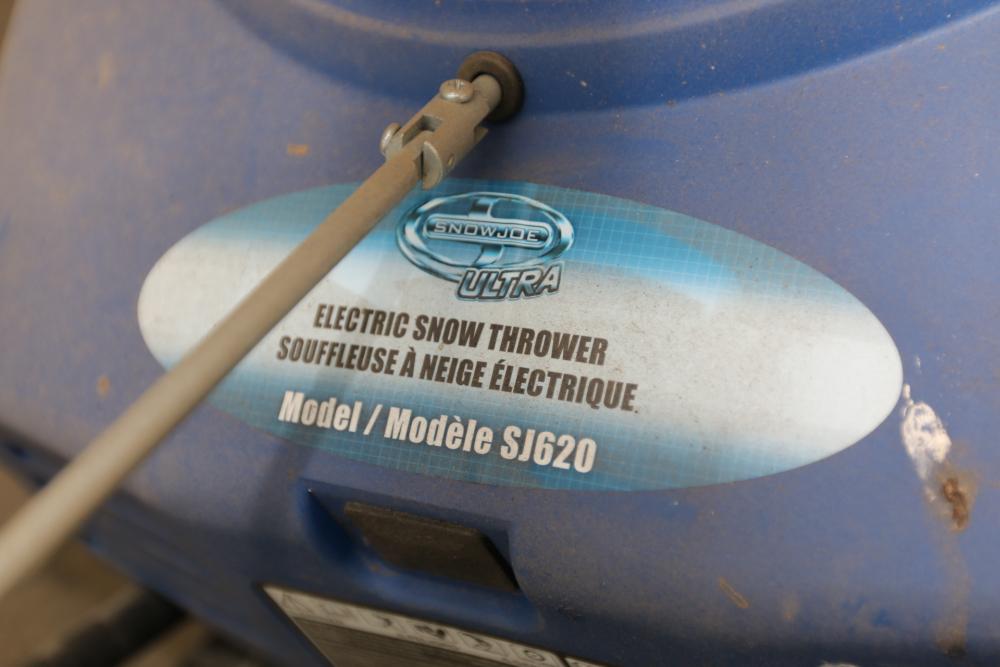 SNOWJOE
ULTRA
ELECTRIC SNOW THROWER
SOUFFLEUSE À NEIGE ÉLECTRIQUE
Model / Modèle SJ620